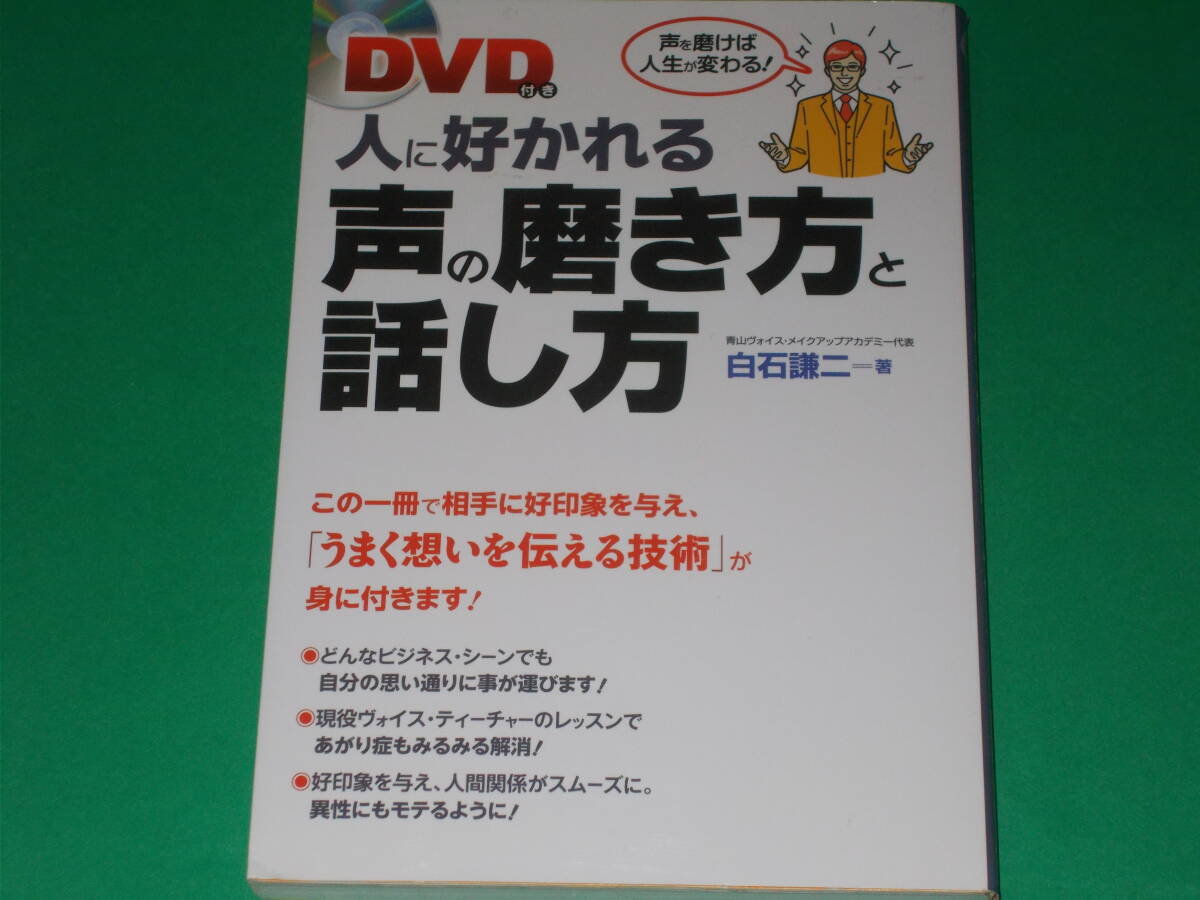 DVD付き
声を磨けば
人生が変わる!
人に好かれる
声の磨き方と
話し方
青山ヴォイス・メイクアップアカデミー代表
白石謙二=著
この一冊で相手に好印象を与え、
「うまく想いを伝える技術」が
身に付きます!
◉どんなビジネス・シーンでも
自分の思い通りに事が運びます!
◉現役ヴォイス・ティーチャーのレッスンで
あがり症もみるみる解消!
◉好印象を与え、人間関係がスムーズに。
異性にもモテるように!